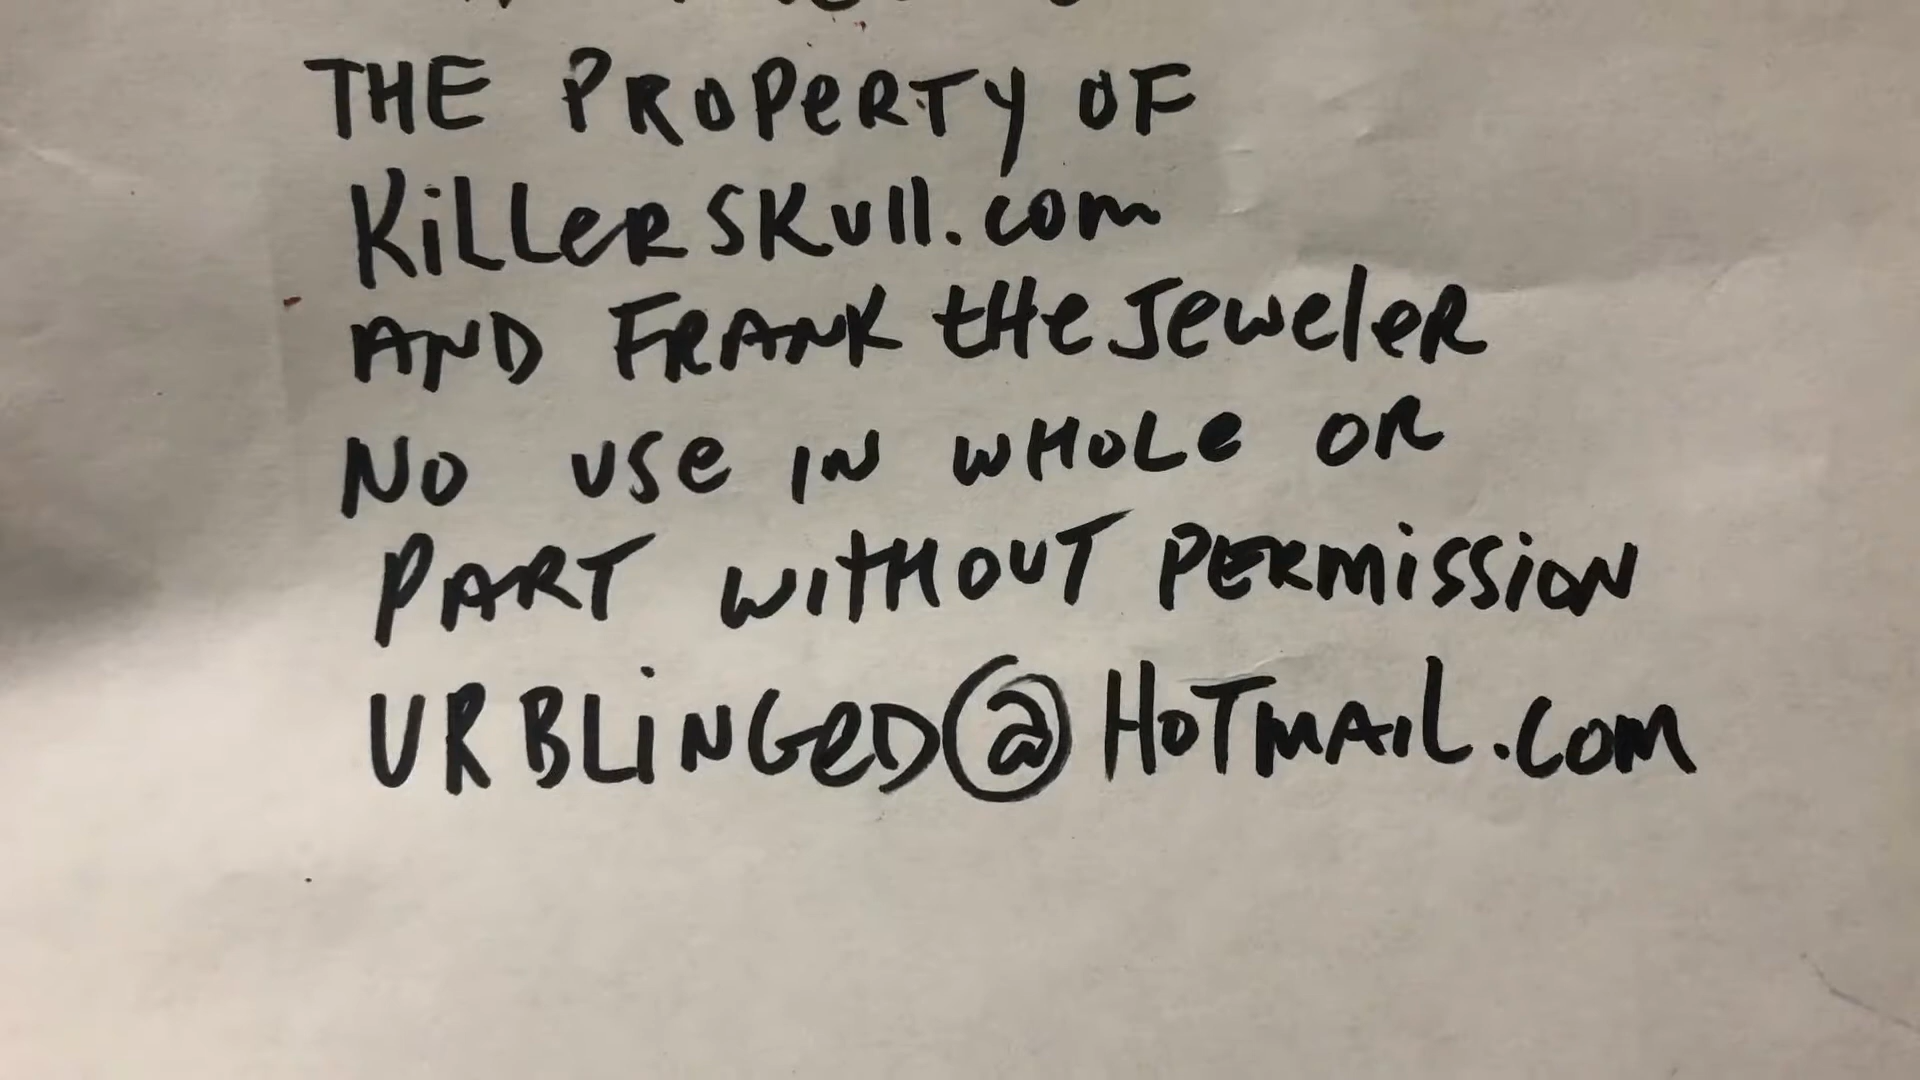 THE PROPERTY OF
KiLLERSKull.com
AND FRANK tHe JeweleR
NO USe IN WHOLe OR
PART WITHOUT PERMiSSiON
URBLiNGeD@HOTMAiL.COM